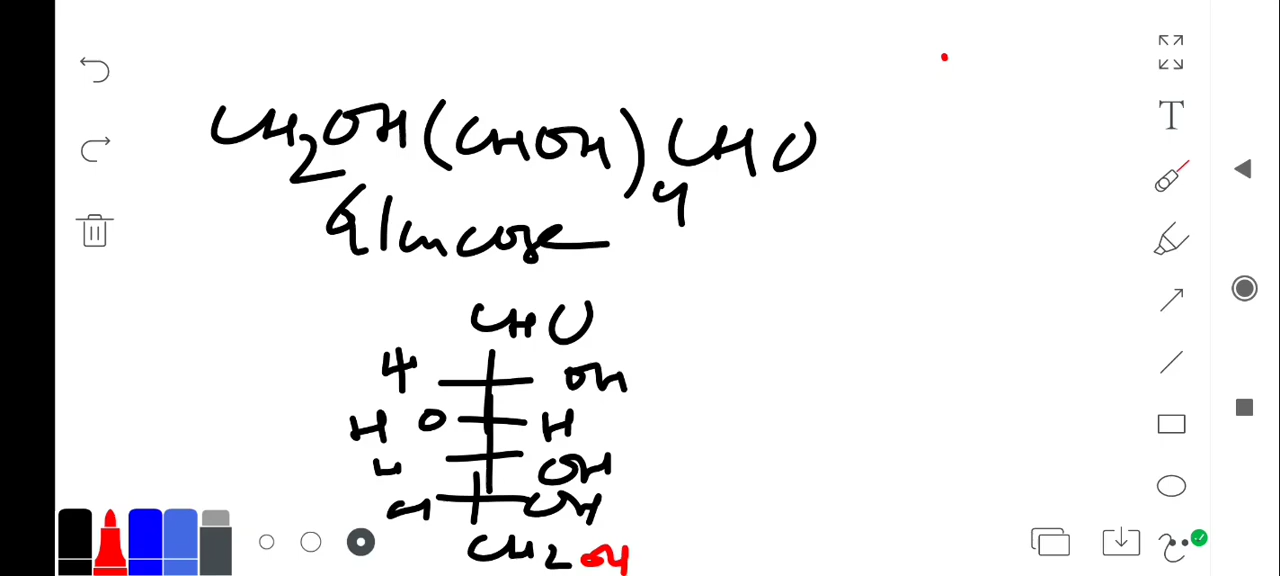 CH2OH(CHOH)4CHO
Glucose
CHO
H OH
HO H
H OH
H OH
CH2OH
T